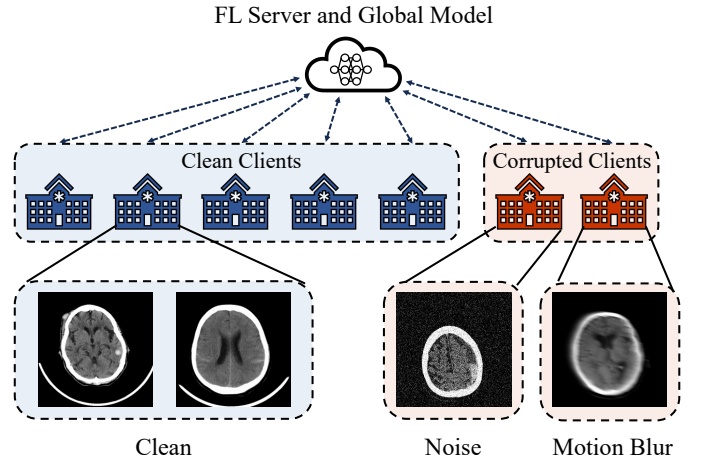 FL Server and Global Model
Clean Clients
Corrupted Clients
Clean
Noise
Motion Blur